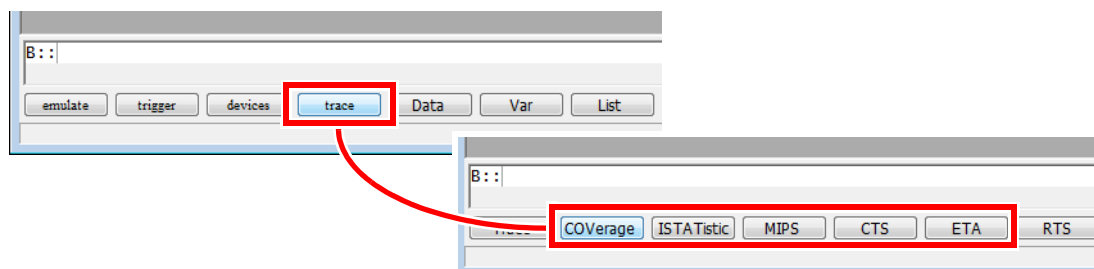 B::
emulate trigger devices trace Data Var List
B::
COVerage ISTATistic MIPS CTS ETA RTS